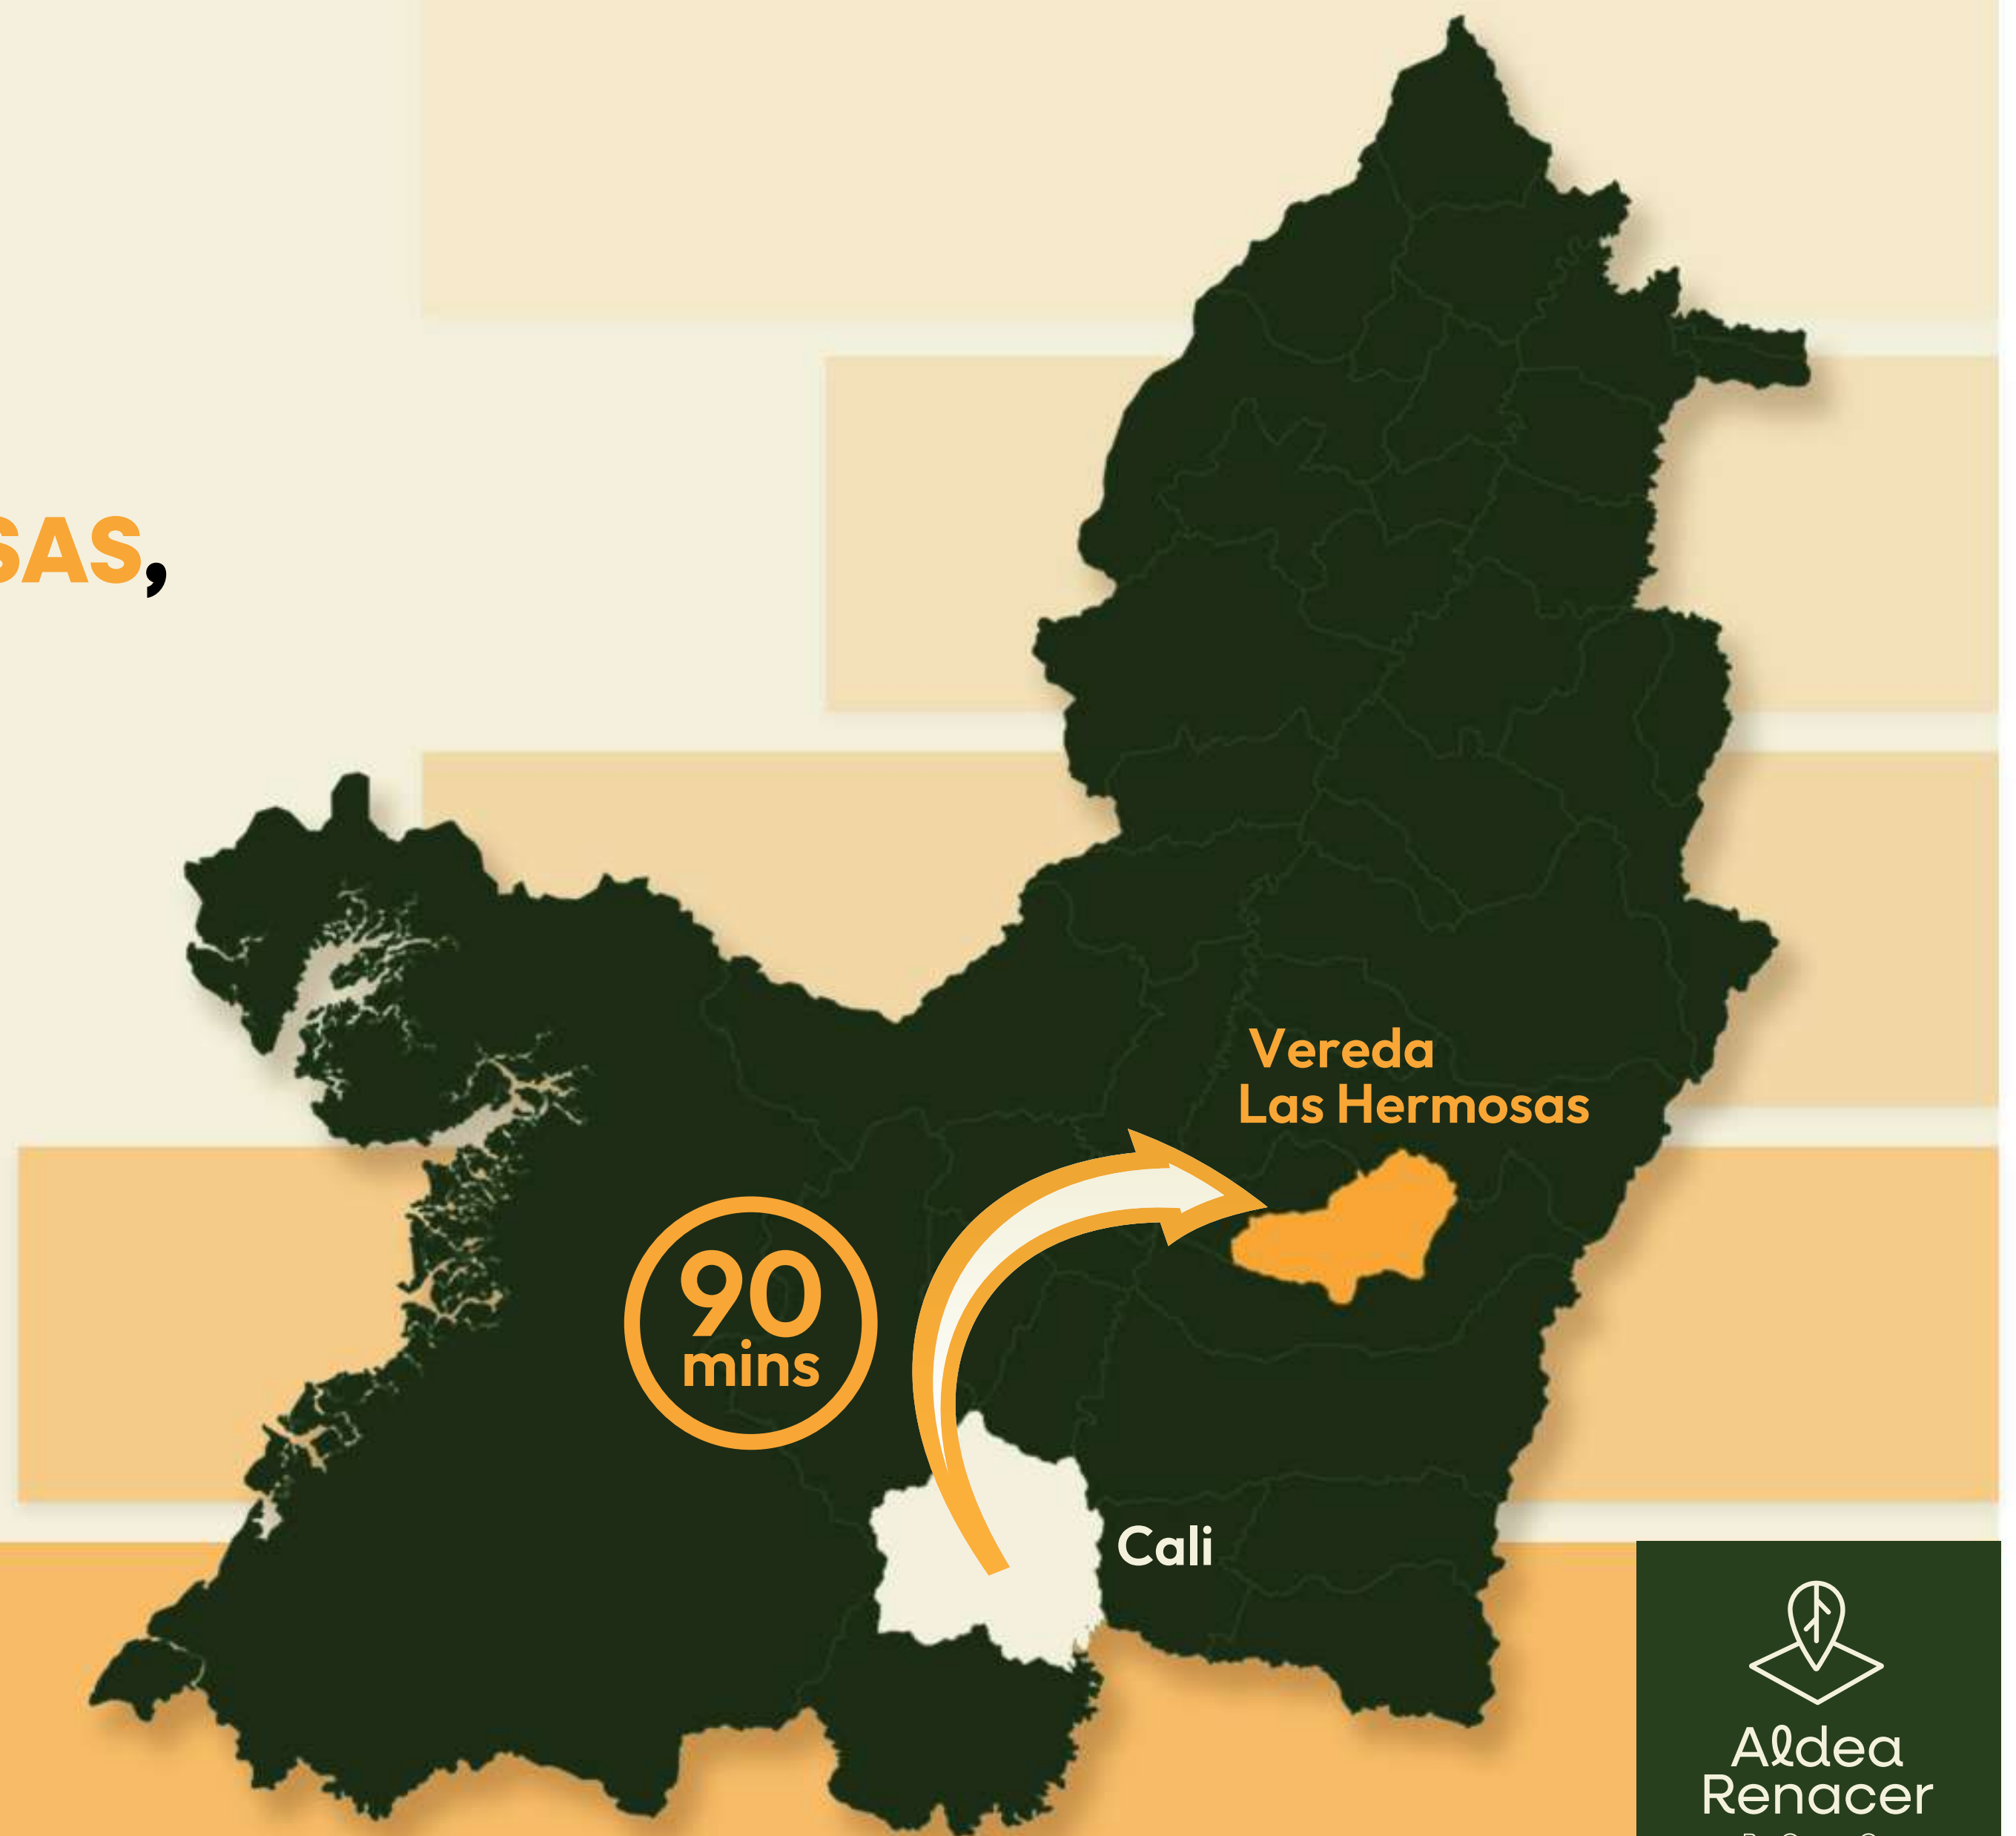 SAS,
Vereda
Las Hermosas
90
mins
Cali
Aldea
Renacer